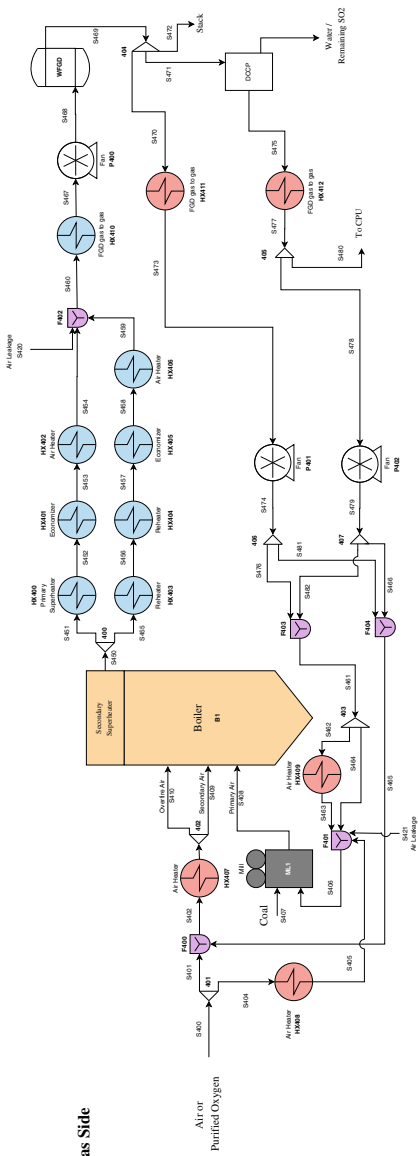 as Side
Air or
Purified Oxygen
S400
401
S401
S404
F400
S402
Air Heater
HX407
402
Overfire Air
S410
Secondary Air
S409
Primary Air
S408
Air Heater
HX408
S405
Coal
S407
Mill
ML1
S406
F401
S421
Air Leakage
S463
Air Heater
HX409
S462
S464
403
S461
S465
Secondary
Superheater
Boiler
B1
S450
400
S451
S455
HX400
Primary
Superheater
S452
HX401
Economizer
S453
HX402
Air Heater
S454
Reheater
HX403
S456
Reheater
HX404
S457
Economizer
HX405
S458
Air Heater
HX406
S459
Air Leakage
S420
F402
S460
FGD gas to gas
HX410
S467
Fan
P400
S468
WFGD
S469
404
S472
Stack
S471
S470
FGD gas to gas
HX411
S473
DCCP
Water /
Remaining SO2
S475
FGD gas to gas
HX412
S477
405
S480
To CPU
S478
Fan
P401
S474
Fan
P402
S479
406
S476
S481
407
S482
S466
F403
F404